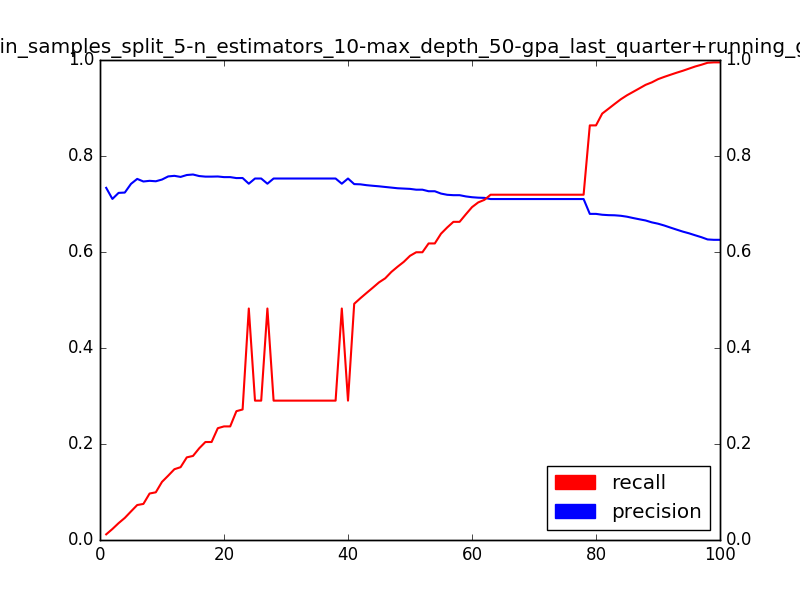 in_samples_split_5-n_estimators_10-max_depth_50-gpa_last_quarter+running_g
1.0 1.0
0.8 0.8
0.6 0.6
0.4 0.4
0.2 0.2
0.0 0.0
recall
precision
0 20 40 60 80 100